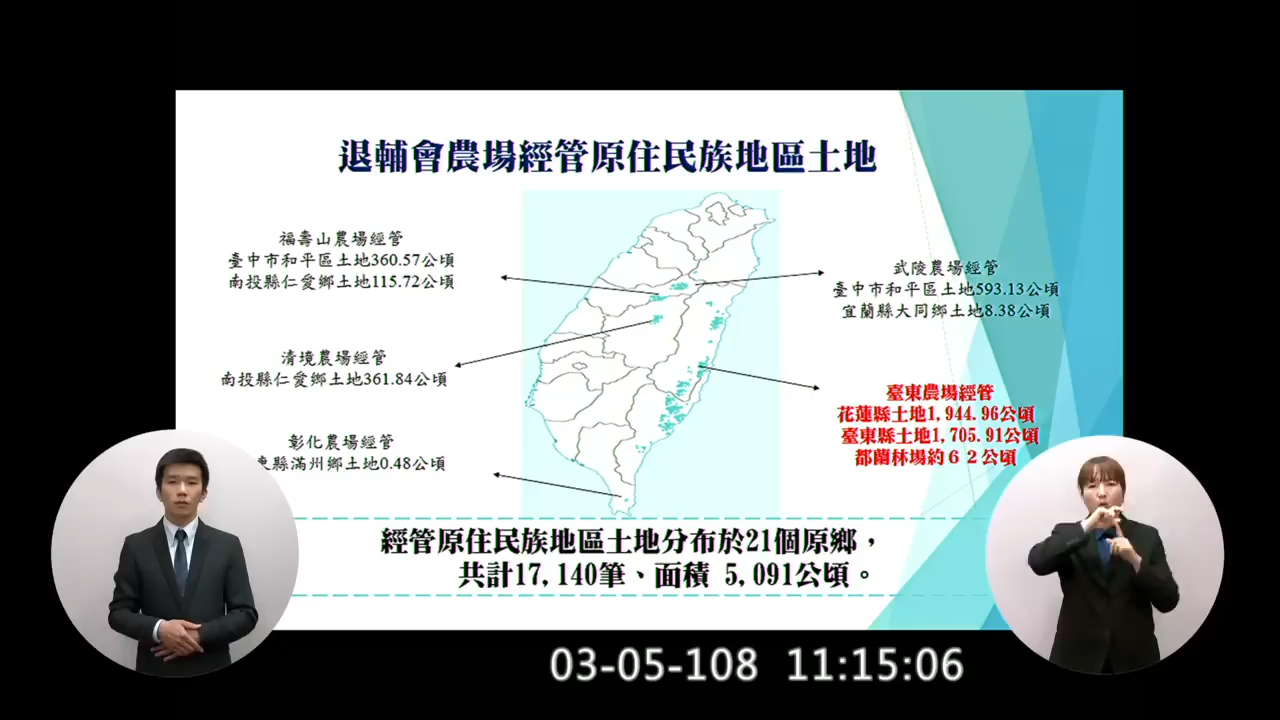 退輔會農場經管原住民族地區土地
福壽山農場經管
臺中市和平區土地360.57公頃
南投縣仁愛鄉土地115.72公頃
武陵農場經管
臺中市和平區土地593.13公頃
宜蘭縣大同鄉土地8.38公頃
清境農場經管
南投縣仁愛鄉土地361.84公頃
臺東農場經管
花蓮縣土地1,944.96公頃
臺東縣土地1,705.91公頃
都蘭林場約６２公頃
彰化農場經管
東縣滿州鄉土地0.48公頃
經管原住民族地區土地分布於21個原鄉，
共計17,140筆、面積 5,091公頃。
03-05-108 11:15:06